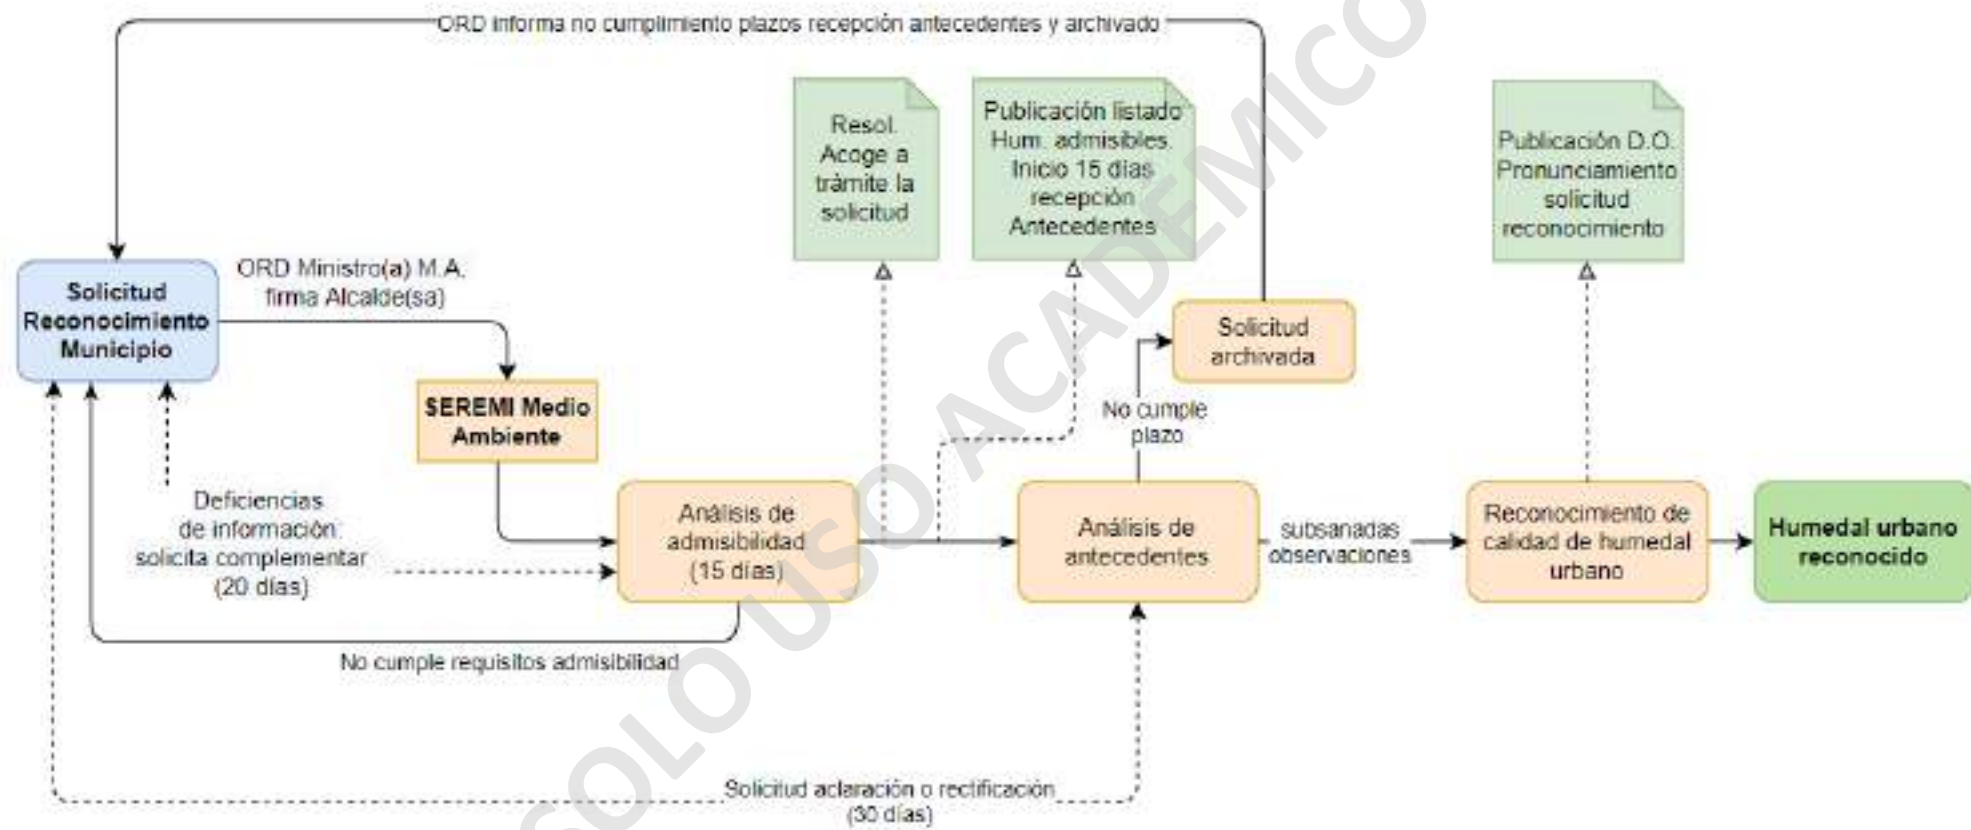 ORD informa no cumplimiento plazos recepción antecedentes y archivado
Resol.
Acoge a
trámite la
solicitud
Publicación listado
Hum. admisibles.
Inicio 15 días
recepción
Antecedentes
Publicación D.O.
Pronunciamiento
solicitud
reconocimiento
Solicitud
Reconocimiento
Municipio
ORD Ministro(a) M.A.
firma Alcalde(sa)
SEREMI Medio
Ambiente
Solicitud
archivada
No cumple
plazo
Deficiencias
de información:
solicita complementar
(20 días)
Análisis de
admisibilidad
(15 días)
Análisis de
antecedentes
subsanadas
observaciones
Reconocimiento de
calidad de humedal
urbano
Humedal urbano
reconocido
No cumple requisitos admisibilidad
Solicitud aclaración o rectificación
(30 días)
SOLO USO ACADEMICO